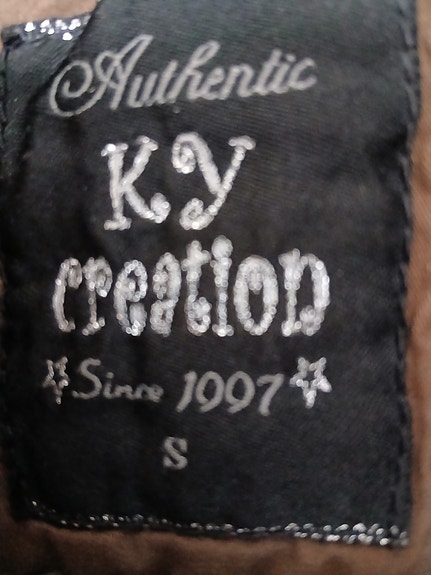 Authentic
KY
creation
Since 1997
S